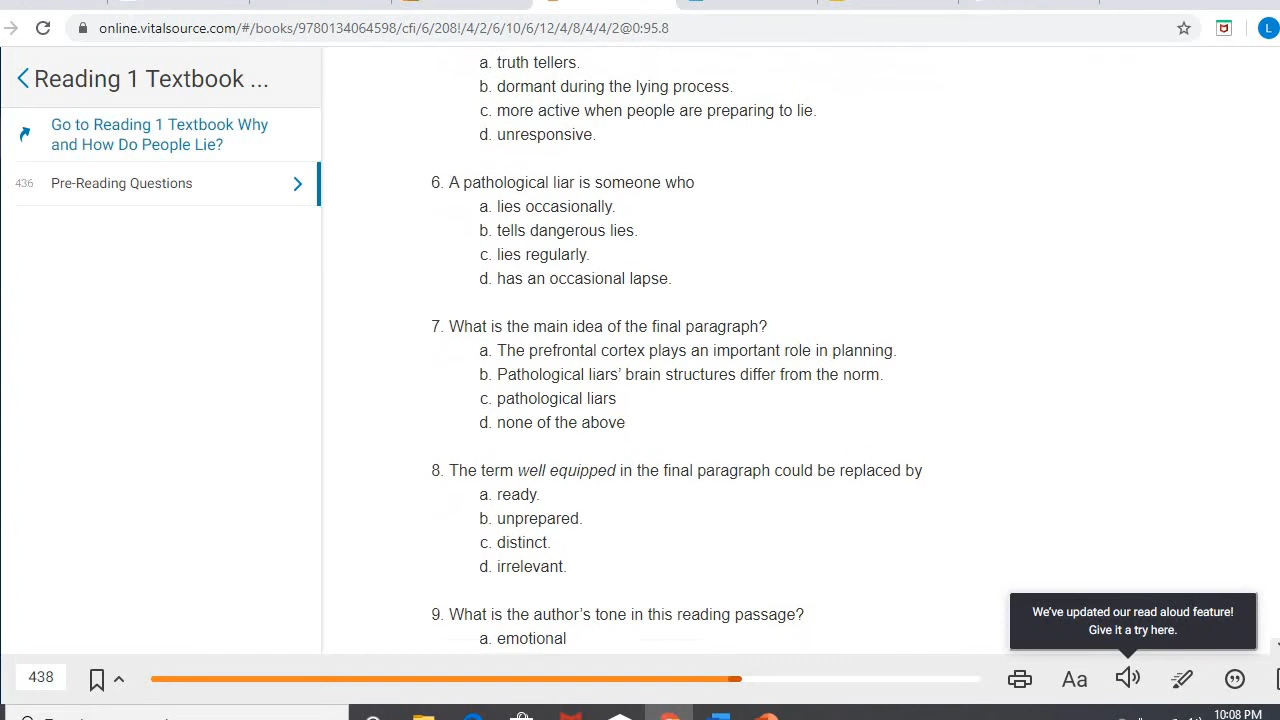 online.vitalsource.com/#/books/9780134064598/cfi/6/208!/4/2/6/10/6/12/4/8/4/4/2@0:95.8
L
Reading 1 Textbook ...
Go to Reading 1 Textbook Why
and How Do People Lie?
436 Pre-Reading Questions
a. truth tellers.
b. dormant during the lying process.
c. more active when people are preparing to lie.
d. unresponsive.
6. A pathological liar is someone who
a. lies occasionally.
b. tells dangerous lies.
c. lies regularly.
d. has an occasional lapse.
7. What is the main idea of the final paragraph?
a. The prefrontal cortex plays an important role in planning.
b. Pathological liars’ brain structures differ from the norm.
c. pathological liars
d. none of the above
8. The term well equipped in the final paragraph could be replaced by
a. ready.
b. unprepared.
c. distinct.
d. irrelevant.
9. What is the author’s tone in this reading passage?
a. emotional
We’ve updated our read aloud feature!
Give it a try here.
438
Aa
10:08 PM